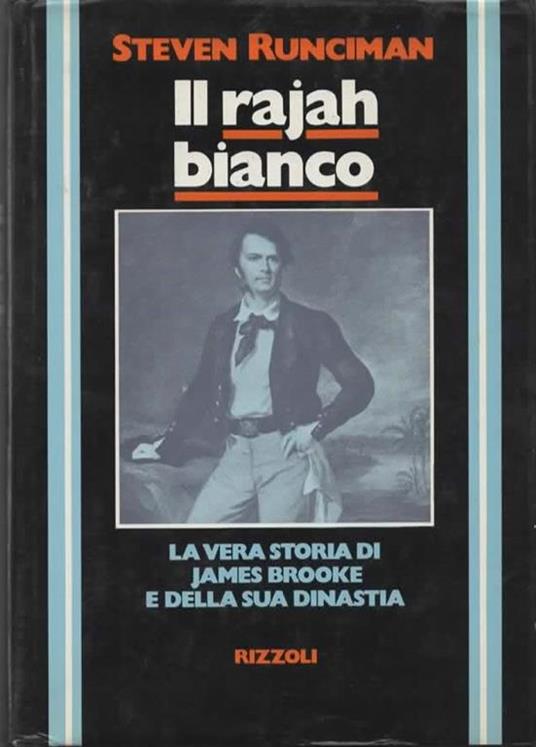 STEVEN RUNCIMAN
Il rajah
bianco
LA VERA STORIA DI
JAMES BROOKE
E DELLA SUA DINASTIA
RIZZOLI